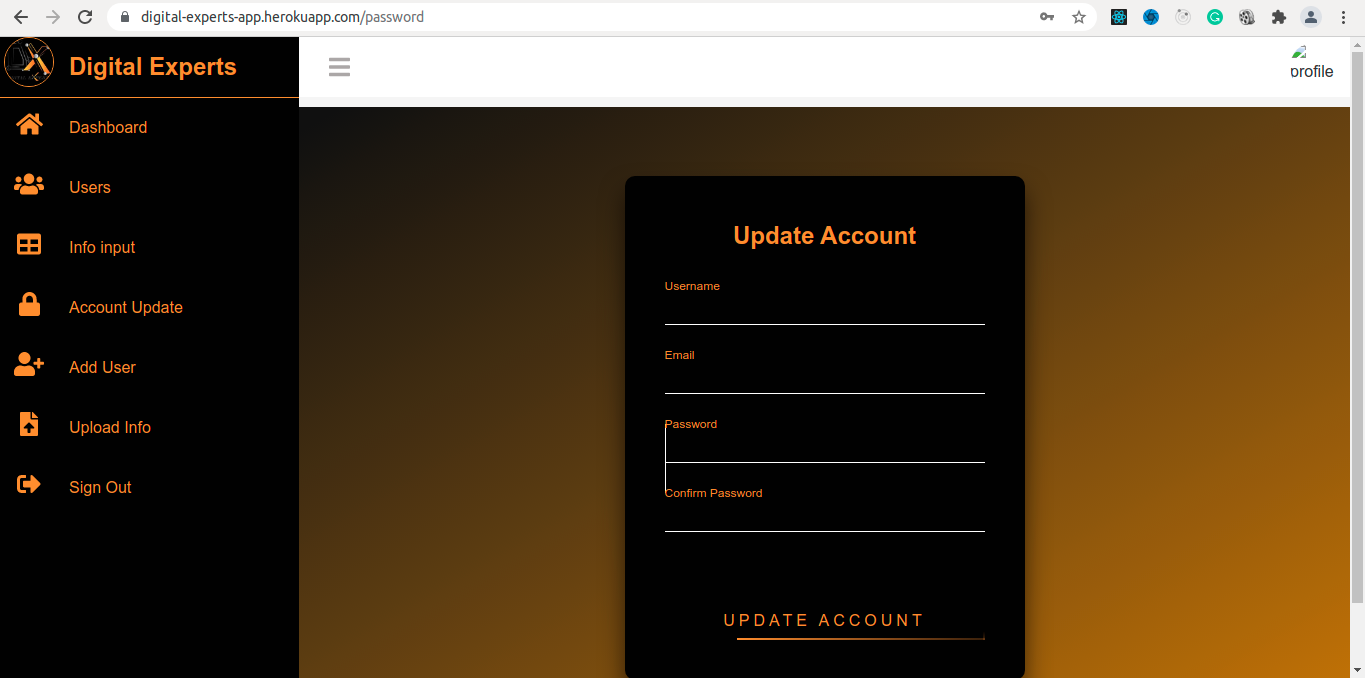 digital-experts-app.herokuapp.com/password
Digital Experts
profile
Dashboard
Users
Info input
Account Update
Add User
Upload Info
Sign Out
Update Account
Username
Email
Password
Confirm Password
UPDATE ACCOUNT